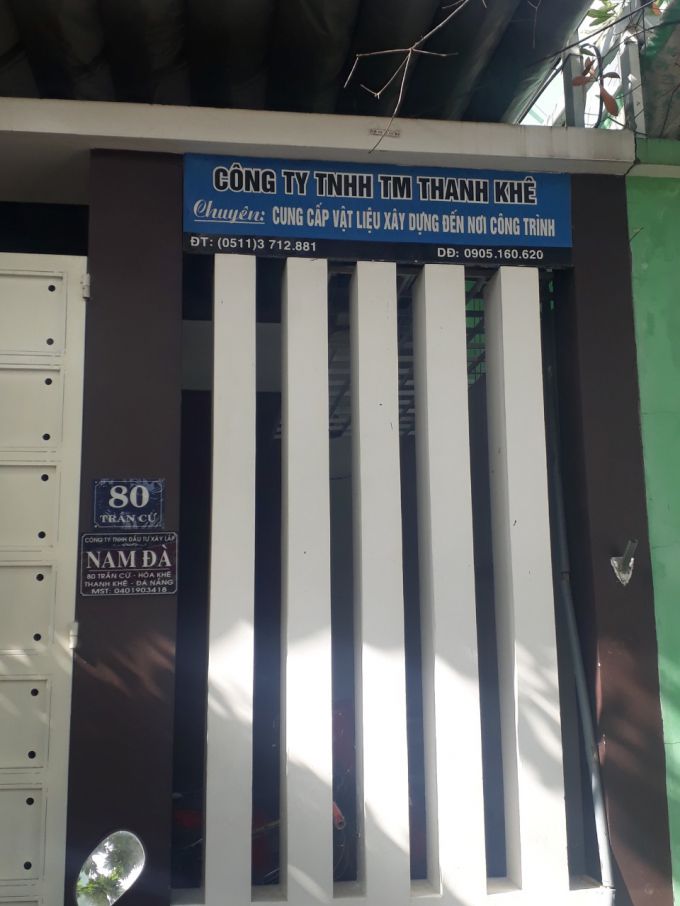 CÔNG TY TNHH TM THANH KHÊ
Chuyên: CUNG CẤP VẬT LIỆU XÂY DỰNG ĐẾN NƠI CÔNG TRÌNH
ĐT: (0511)3 712.881 DĐ: 0905.160.620
80
TRẦN CỪ
CÔNG TY TNHH ĐẦU TƯ XÂY LẮP
NAM ĐÀ
80 TRẦN CỪ - HÒA KHÊ
THANH KHÊ - ĐÀ NẴNG
MST: 0401903418